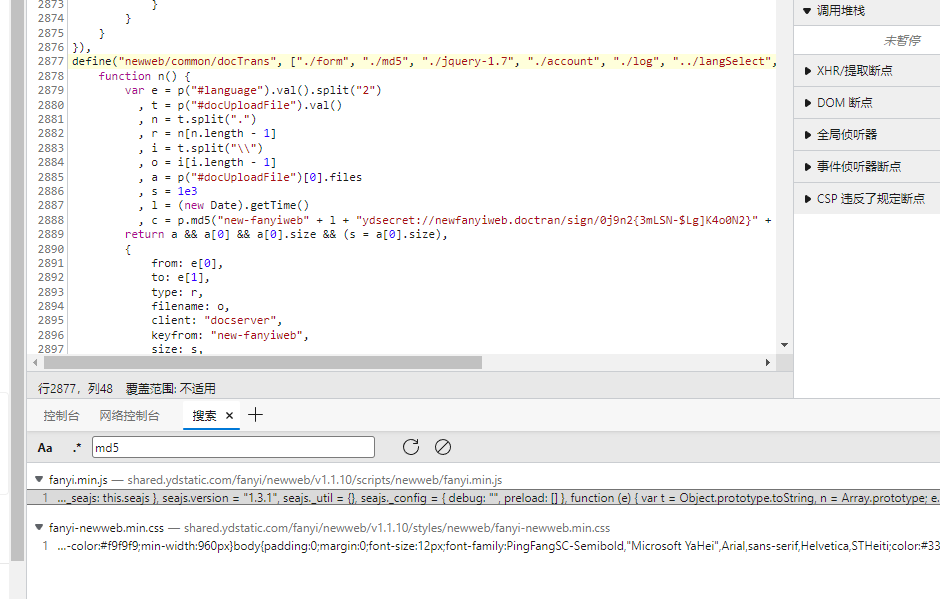 2873 }
2874 }
2875 }
2876 }),
2877 define("newweb/common/docTrans", ["./form", "./md5", "./jquery-1.7", "./account", "./log", "../langSelect",
2878 function n() {
2879 var e = p("#language").val().split("2")
2880 , t = p("#docUploadFile").val()
2881 , n = t.split(".")
2882 , r = n[n.length - 1]
2883 , i = t.split("\\")
2884 , o = i[i.length - 1]
2885 , a = p("#docUploadFile")[0].files
2886 , s = 1e3
2887 , l = (new Date).getTime()
2888 , c = p.md5("new-fanyiweb" + l + "ydsecret://newfanyiweb.doctran/sign/0j9n2{3mLSN-$Lg]K4o0N2}" +
2889 return a && a[0] && a[0].size && (s = a[0].size),
2890 {
2891 from: e[0],
2892 to: e[1],
2893 type: r,
2894 filename: o,
2895 client: "docserver",
2896 keyfrom: "new-fanyiweb",
2897 size: s,
行2877，列48 覆盖范围: 不适用
调用堆栈
未暂停
XHR/提取断点
DOM 断点
全局侦听器
事件侦听器断点
CSP 违反了规定断点
控制台 网络控制台 搜索 × +
Aa .* md5
fanyi.min.js — shared.ydstatic.com/fanyi/newweb/v1.1.10/scripts/newweb/fanyi.min.js
1 ..._seajs: this.seajs }, seajs.version = "1.3.1", seajs._util = {}, seajs._config = { debug: "", preload: [] }, function (e) { var t = Object.prototype.toString, n = Array.prototype; e.
fanyi-newweb.min.css — shared.ydstatic.com/fanyi/newweb/v1.1.10/styles/newweb/fanyi-newweb.min.css
1 ...-color:#f9f9f9;min-width:960px}body{padding:0;margin:0;font-size:12px;font-family:PingFangSC-Semibold,"Microsoft YaHei",Arial,sans-serif,Helvetica,STHeiti;color:#33